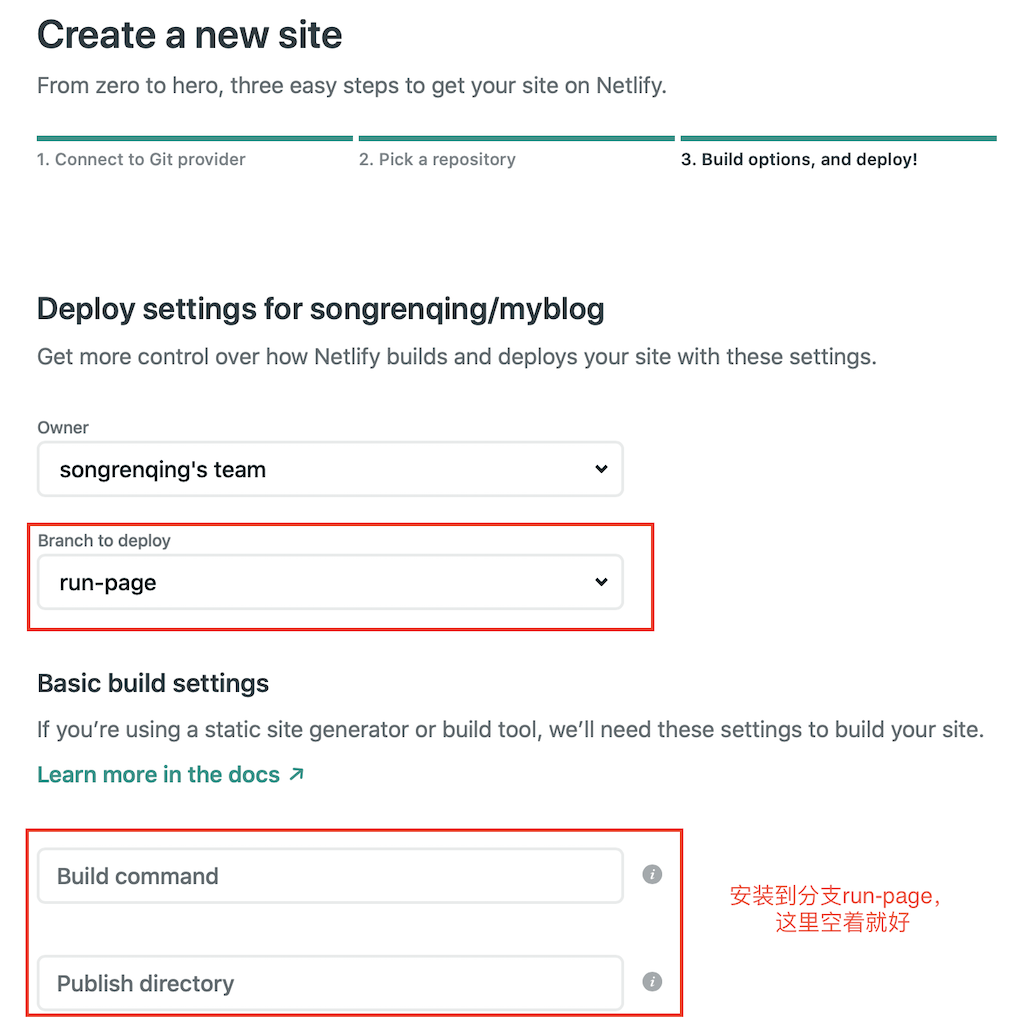 Create a new site
From zero to hero, three easy steps to get your site on Netlify.
1. Connect to Git provider
2. Pick a repository
3. Build options, and deploy!
Deploy settings for songrenqing/myblog
Get more control over how Netlify builds and deploys your site with these settings.
Owner
songrenqing's team
Branch to deploy
run-page
Basic build settings
If you’re using a static site generator or build tool, we’ll need these settings to build your site.
Learn more in the docs ↗
Build command
安装到分支run-page，
这里空着就好
Publish directory